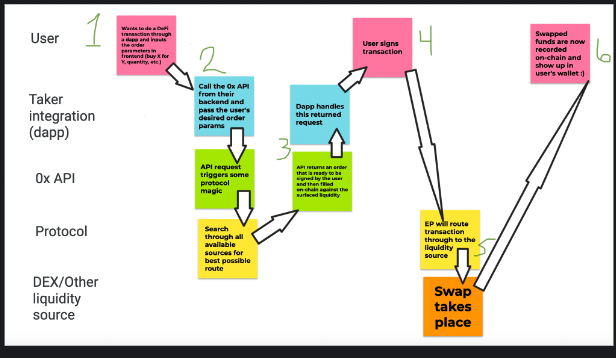 User
1
Wants to do a DeFi
transaction through
a dapp and inputs
the order
parameters in
frontend (buy X for
Y, quantity, etc.)
Taker
integration
(dapp)
2
Call the 0x API
from their
backend and
pass the user's
desired order
params
0x API
API request
triggers some
protocol
magic
Protocol
Search
through all
available
sources for
best possible
route
DEX/Other
liquidity
source
3
API returns an order
that is ready to be
signed by the user
and then filled
on-chain against the
surfaced liquidity
Dapp handles
this returned
request
User signs
transaction
4
EP will route
transaction
through to the
liquidity
source
5
Swap
takes
place
Swapped
funds are now
recorded
on-chain and
show up in
user's wallet :)
6